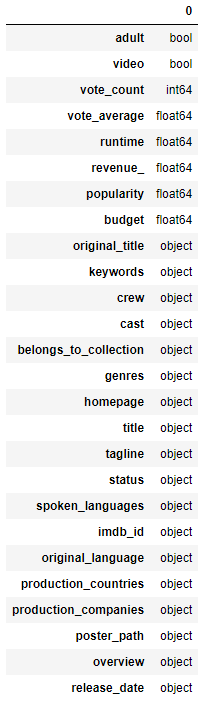 0
adult bool
video bool
vote_count int64
vote_average float64
runtime float64
revenue_ float64
popularity float64
budget float64
original_title object
keywords object
crew object
cast object
belongs_to_collection object
genres object
homepage object
title object
tagline object
status object
spoken_languages object
imdb_id object
original_language object
production_countries object
production_companies object
poster_path object
overview object
release_date object